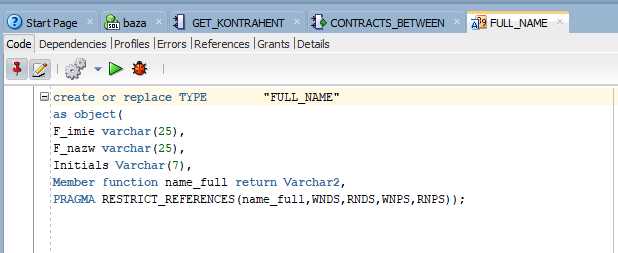 Start Page baza GET_KONTRAHENT CONTRACTS_BETWEEN FULL_NAME
Code Dependencies Profiles Errors References Grants Details
create or replace TYPE "FULL_NAME"
as object(
F_imie varchar(25),
F_nazw varchar(25),
Initials Varchar(7),
Member function name_full return Varchar2,
PRAGMA RESTRICT_REFERENCES(name_full,WNDS,RNDS,WNPS,RNPS));